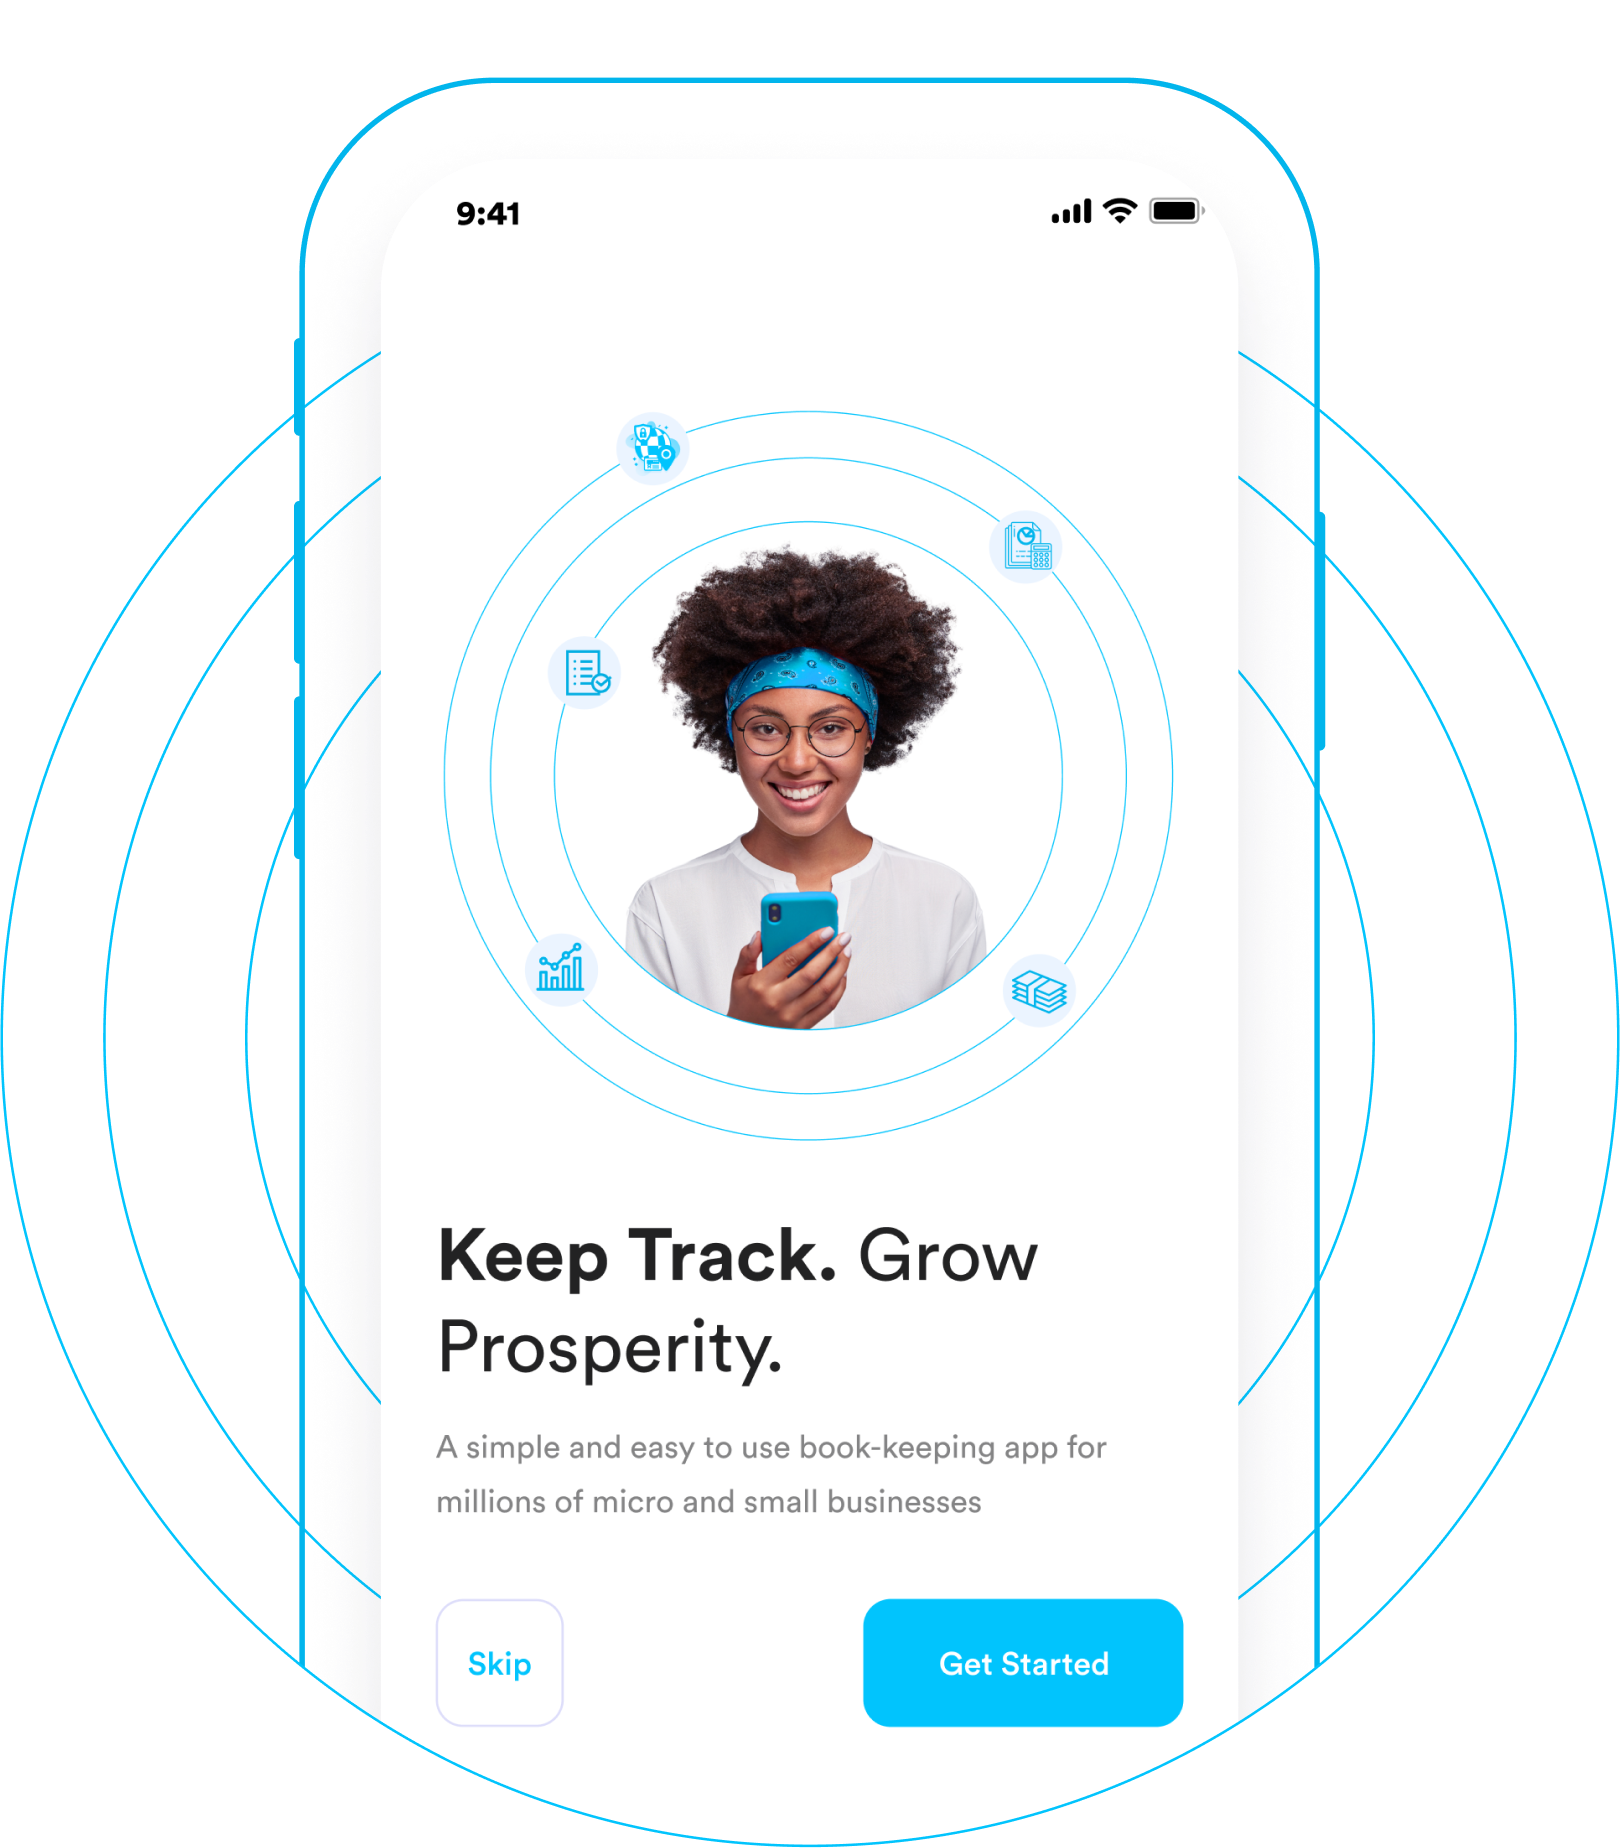 9:41
Keep Track. Grow
Prosperity.
A simple and easy to use book-keeping app for
millions of micro and small businesses
Skip
Get Started